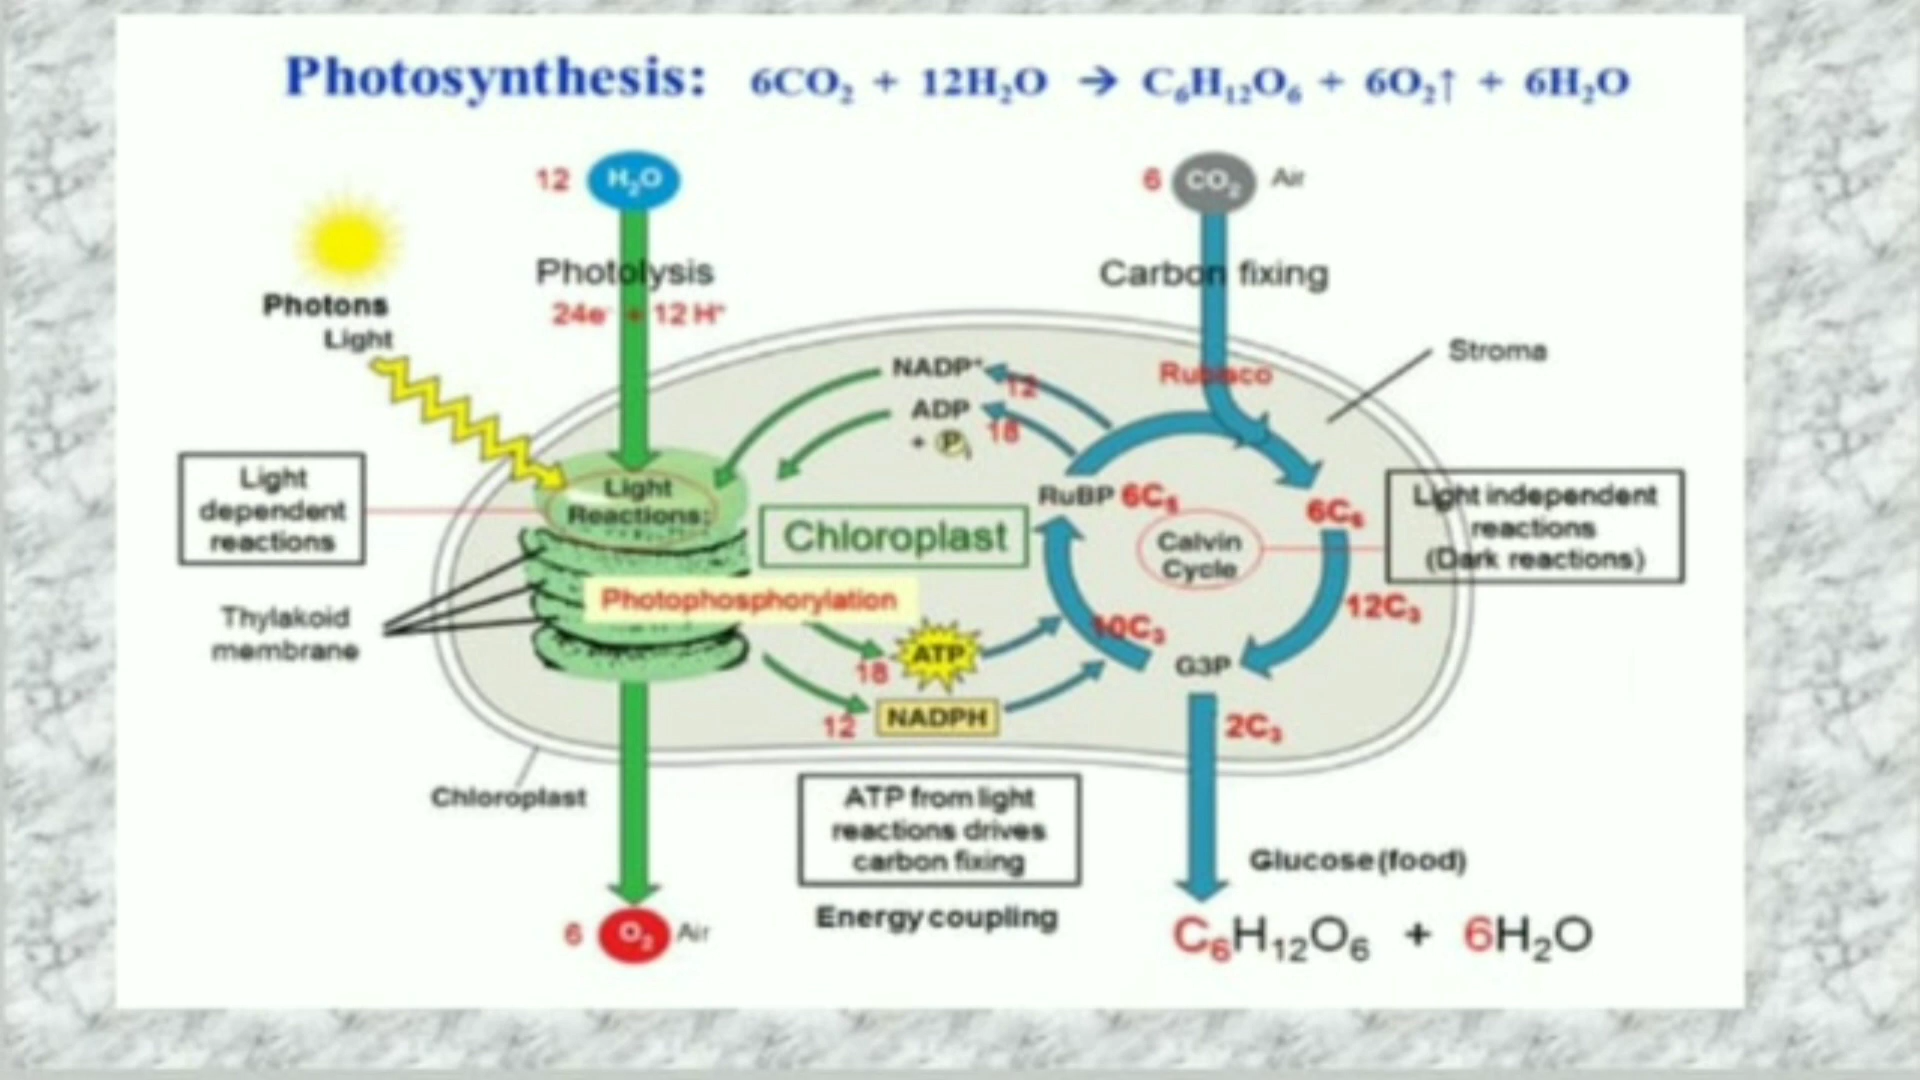 Photosynthesis: 6CO₂ + 12H₂O → C₆H₁₂O₆ + 6O₂↑ + 6H₂O
12 H₂O
6 CO₂ Air
Photons
Light
Photolysis
24e⁻ + 12 H⁺
Carbon fixing
Stroma
NADP⁺
12
Rubisco
ADP
+ P
18
Light
dependent
reactions
Light
Reactions;
Chloroplast
RuBP 6C₅
6C₆
Calvin
Cycle
Light independent
reactions
(Dark reactions)
Thylakoid
membrane
Photophosphorylation
10C₃
12C₃
18
ATP
G3P
12
NADPH
2C₃
Chloroplast
ATP from light
reactions drives
carbon fixing
Glucose (food)
Energy coupling
6 O₂ Air
C₆H₁₂O₆ + 6H₂O